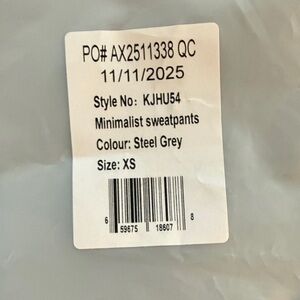 PO# AX2511338 QC
11/11/2025
Style No: KJHU54
Minimalist sweatpants
Colour: Steel Grey
Size: XS
6 59675 18607 8